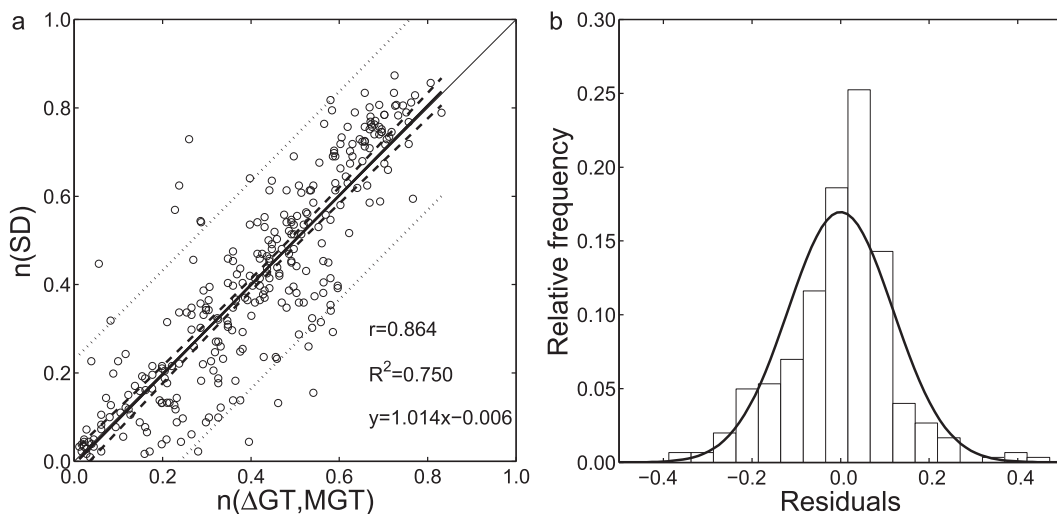 a
1.0
0.8
0.6
0.4
0.2
0.0
n(SD)
r=0.864
R²=0.750
y=1.014x−0.006
0.0 0.2 0.4 0.6 0.8 1.0
n(ΔGT,MGT)
b
0.30
0.25
0.20
0.15
0.10
0.05
0.00
Relative frequency
−0.4 −0.2 0.0 0.2 0.4
Residuals